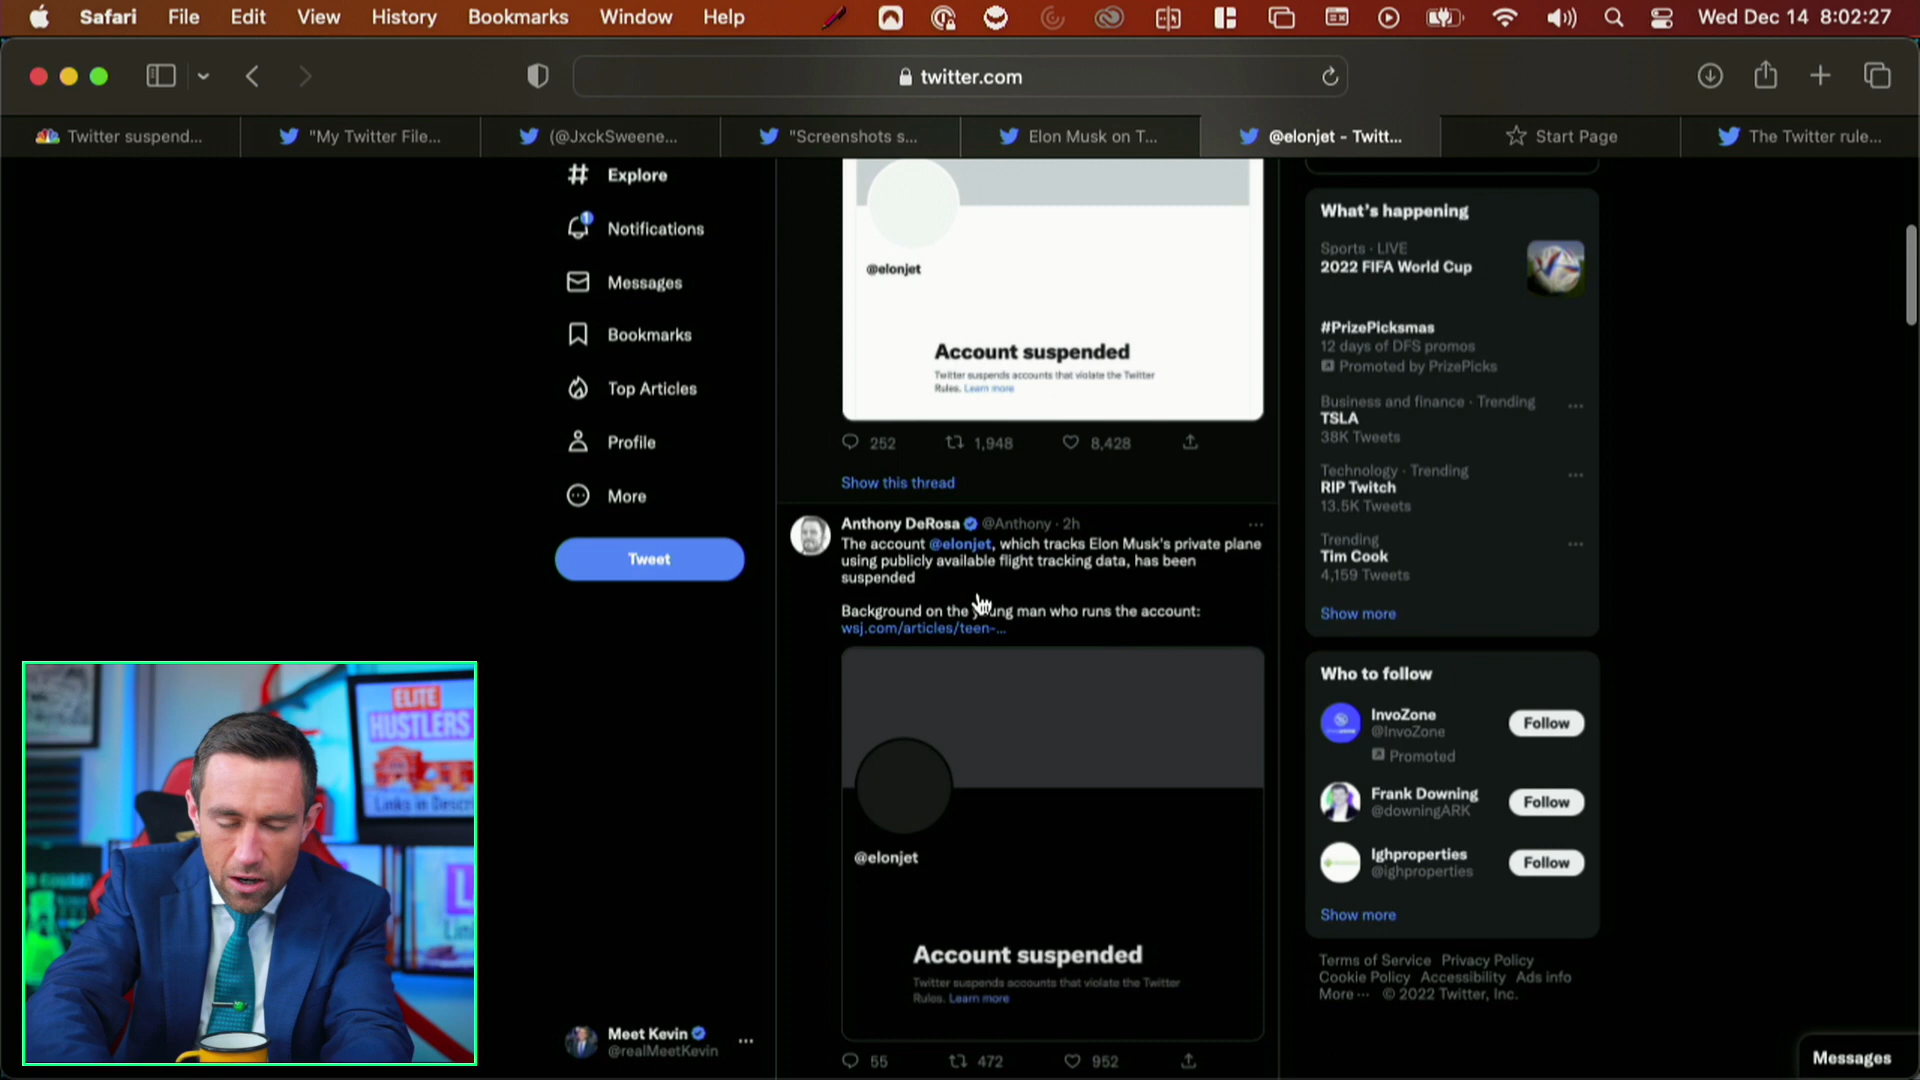 Safari File Edit View History Bookmarks Window Help Wed Dec 14 8:02:27
twitter.com
Twitter suspend... "My Twitter File... (@JxckSweene... "Screenshots s... Elon Musk on T... @elonjet - Twitt... Start Page The Twitter rule...
Explore
1
Notifications
Messages
Bookmarks
Top Articles
Profile
More
Tweet
Meet Kevin
@realMeetKevin
@elonjet
Account suspended
Twitter suspends accounts that violate the Twitter
Rules. Learn more
252 1,948 8,428
Show this thread
Anthony DeRosa @Anthony · 2h
The account @elonjet, which tracks Elon Musk's private plane
using publicly available flight tracking data, has been
suspended
Background on the young man who runs the account:
wsj.com/articles/teen-...
@elonjet
Account suspended
Twitter suspends accounts that violate the Twitter
Rules. Learn more
55 472 952
What's happening
Sports · LIVE
2022 FIFA World Cup
#PrizePicksmas
12 days of DFS promos
Promoted by PrizePicks
Business and finance · Trending
TSLA
38K Tweets
Technology · Trending
RIP Twitch
13.5K Tweets
Trending
Tim Cook
4,159 Tweets
Show more
Who to follow
InvoZone
@InvoZone
Promoted
Follow
Frank Downing
@downingARK
Follow
Ighproperties
@ighproperties
Follow
Show more
Terms of Service Privacy Policy
Cookie Policy Accessibility Ads info
More ··· © 2022 Twitter, Inc.
Messages
ELITE
HUSTLERS
Links in Descr